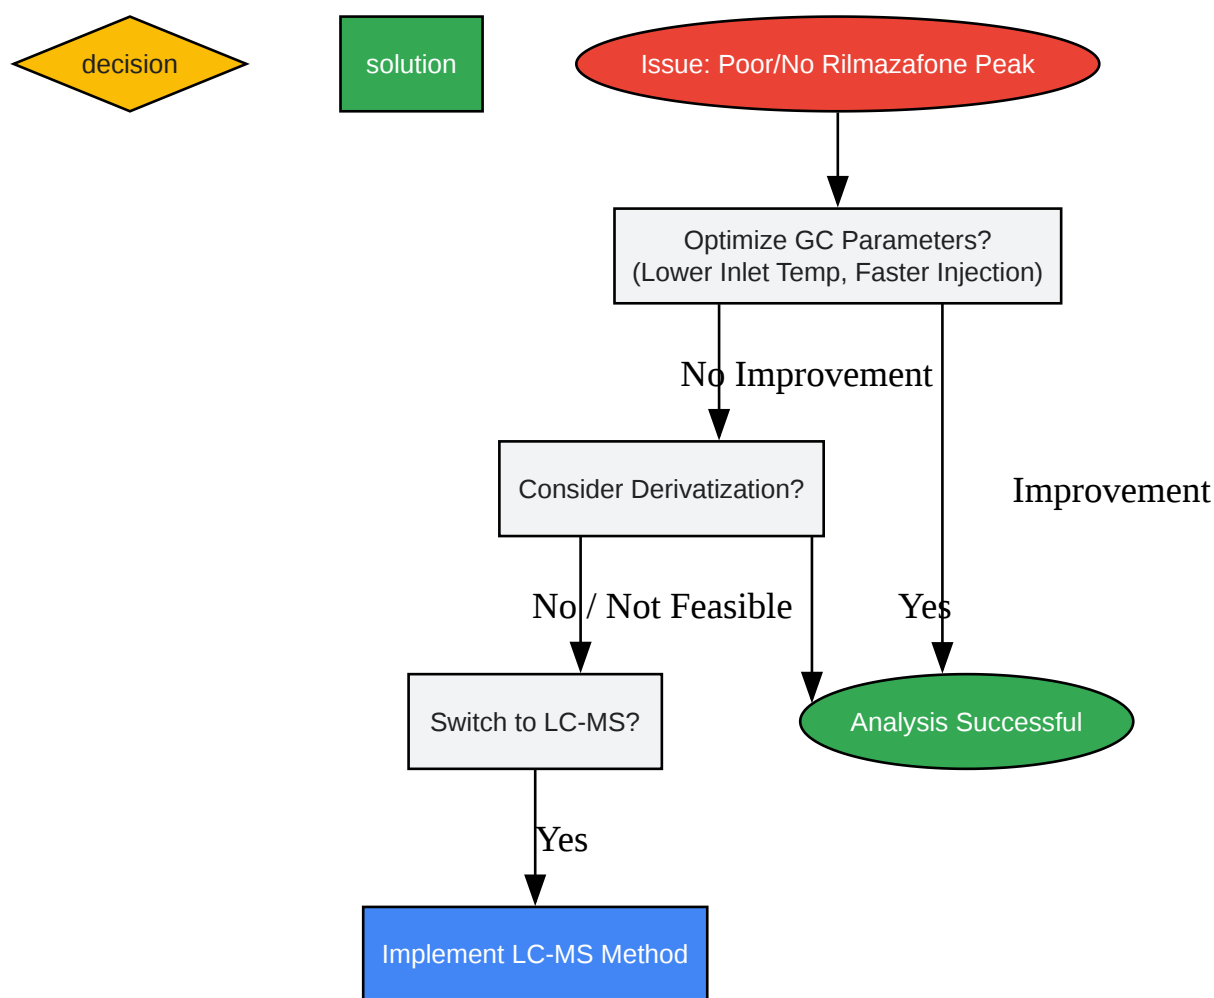 decision
solution
Issue: Poor/No Rilmazafone Peak
Optimize GC Parameters?
(Lower Inlet Temp, Faster Injection)
No Improvement
Consider Derivatization?
Improvement
No / Not Feasible
Yes
Switch to LC-MS?
Analysis Successful
Yes
Implement LC-MS Method